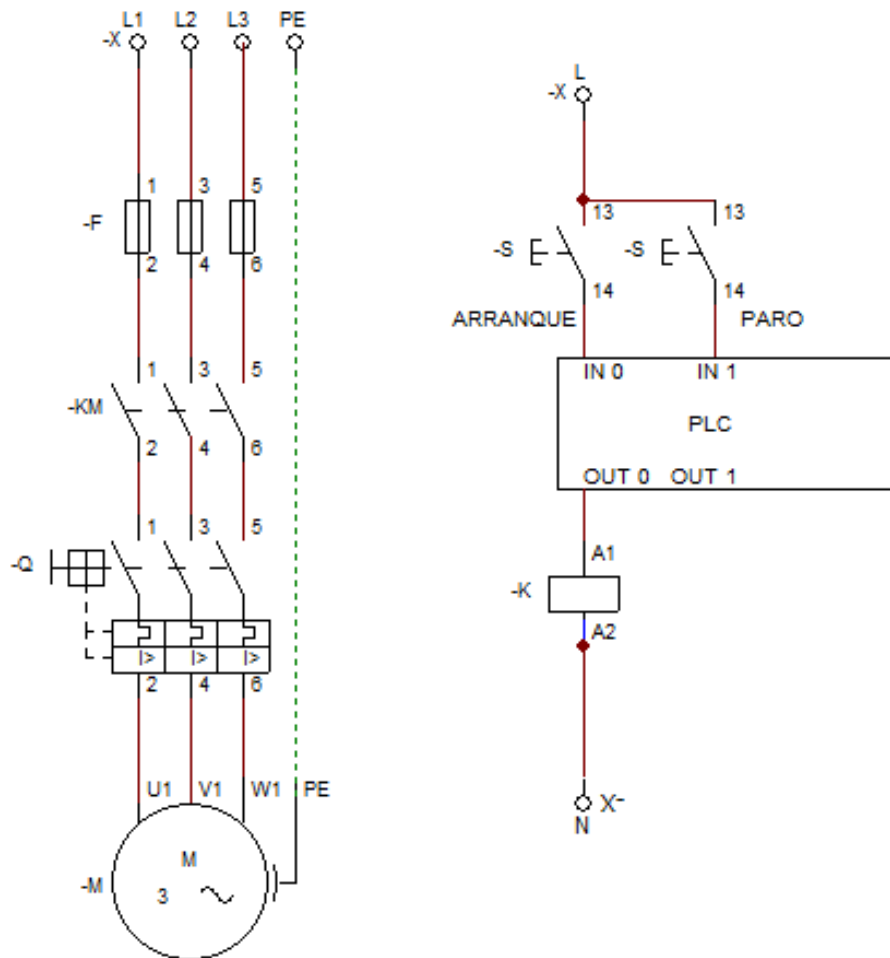 L1 L2 L3 PE
-X
1 3 5
-F
2 4 6
1 3 5
-KM
2 4 6
1 3 5
-Q
I> I> I>
2 4 6
U1 V1 W1 PE
M
-M
3
L
-X
13 13
-S -S
14 14
ARRANQUE PARO
IN 0 IN 1
PLC
OUT 0 OUT 1
A1
-K
A2
X-
N